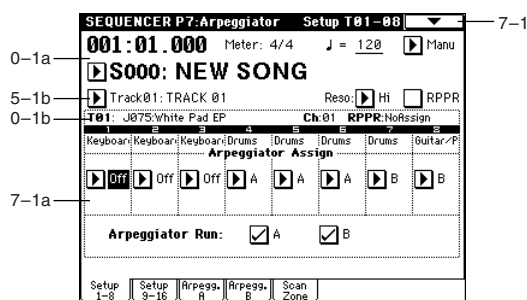 SEQUENCER P7:Arpeggiator Setup T01-08
7-1
001:01.000 Meter: 4/4 ♩ = 120 Manu
0-1a
S000: NEW SONG
5-1b
Track01: TRACK 01 Reso: Hi RPPR
0-1b
T01: J075:White Pad EP Ch:01 RPPR:NoAssign
1 2 3 4 5 6 7 8
Keyboar Keyboar Keyboar Drums Drums Drums Drums Guitar/P
Arpeggiator Assign
Off Off Off A A A B B
7-1a
Arpeggiator Run: A B
Setup 1-8 Setup 9-16 Arpegg. A Arpegg. B Scan Zone